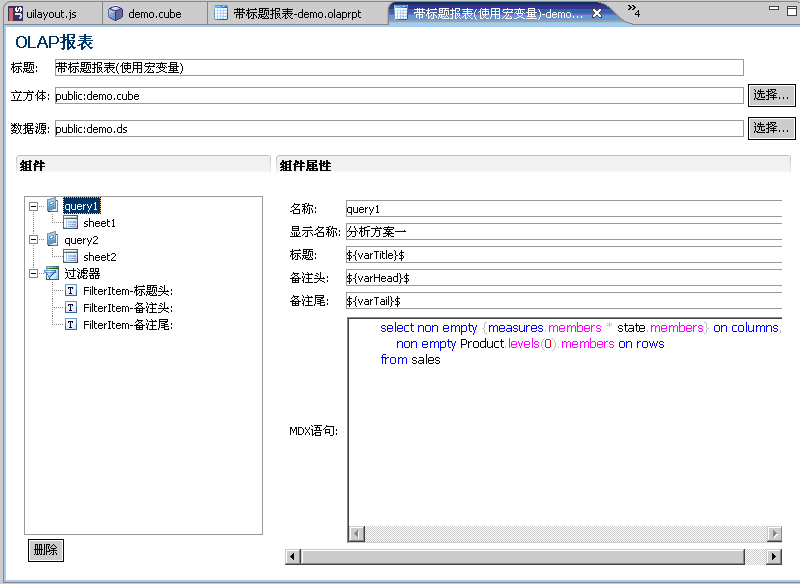 uilayout.js demo.cube 带标题报表-demo.olaprpt 带标题报表(使用宏变量)-demo... 4
OLAP报表
标题: 带标题报表(使用宏变量)
立方体: public:demo.cube 选择...
数据源: public:demo.ds 选择...
组件 组件属性
query1
sheet1
query2
sheet2
过滤器
FilterItem-标题头:
FilterItem-备注头:
FilterItem-备注尾:
删除
名称: query1
显示名称: 分析方案一
标题: ${varTitle}$
备注头: ${varHead}$
备注尾: ${varTail}$
MDX语句:
select non empty {measures.members * state.members} on columns,
non empty Product.levels(0).members on rows
from sales